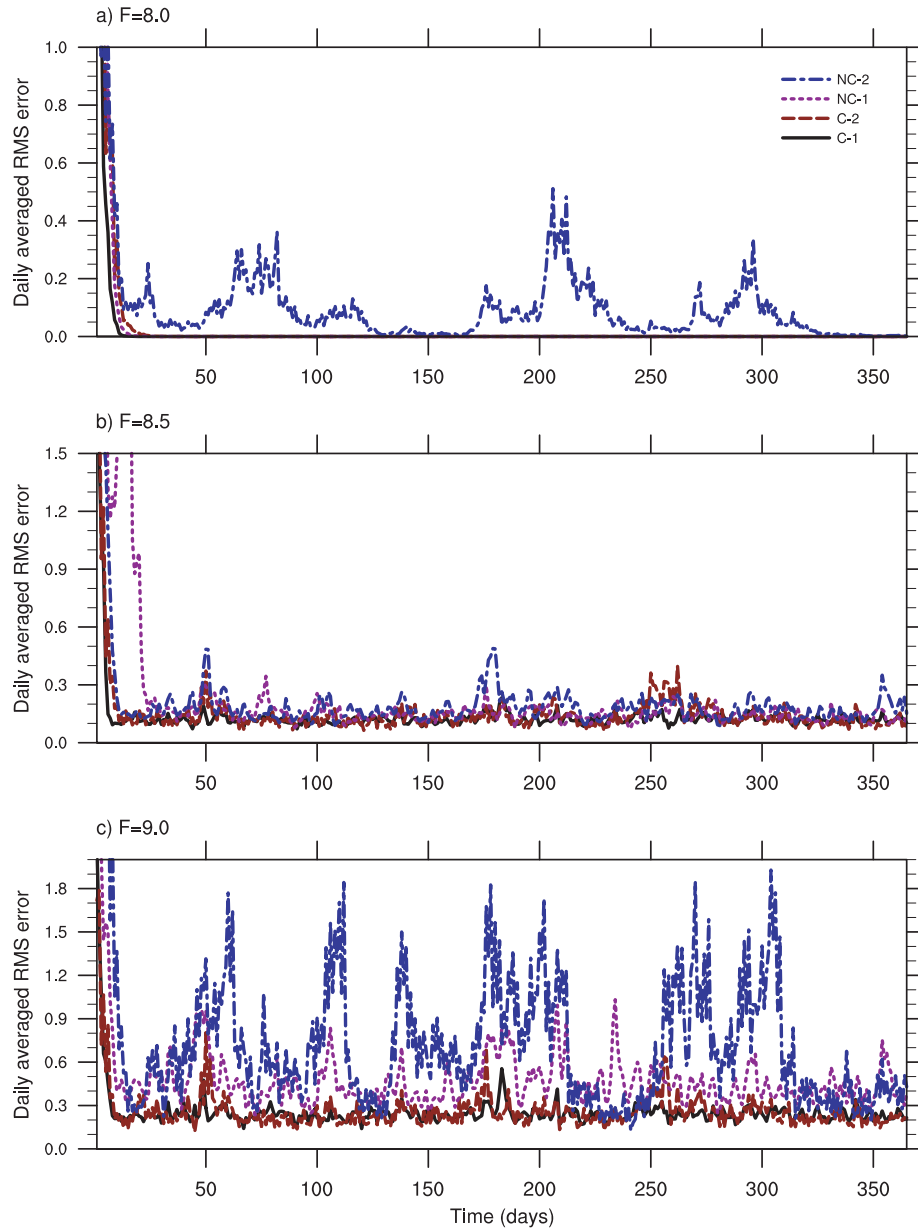 a) F=8.0
Daily averaged RMS error
1.0
0.8
0.6
0.4
0.2
0.0
NC-2
NC-1
C-2
C-1
50 100 150 200 250 300 350
b) F=8.5
Daily averaged RMS error
1.5
1.2
0.9
0.6
0.3
0.0
50 100 150 200 250 300 350
c) F=9.0
Daily averaged RMS error
1.8
1.5
1.2
0.9
0.6
0.3
0.0
50 100 150 200 250 300 350
Time (days)